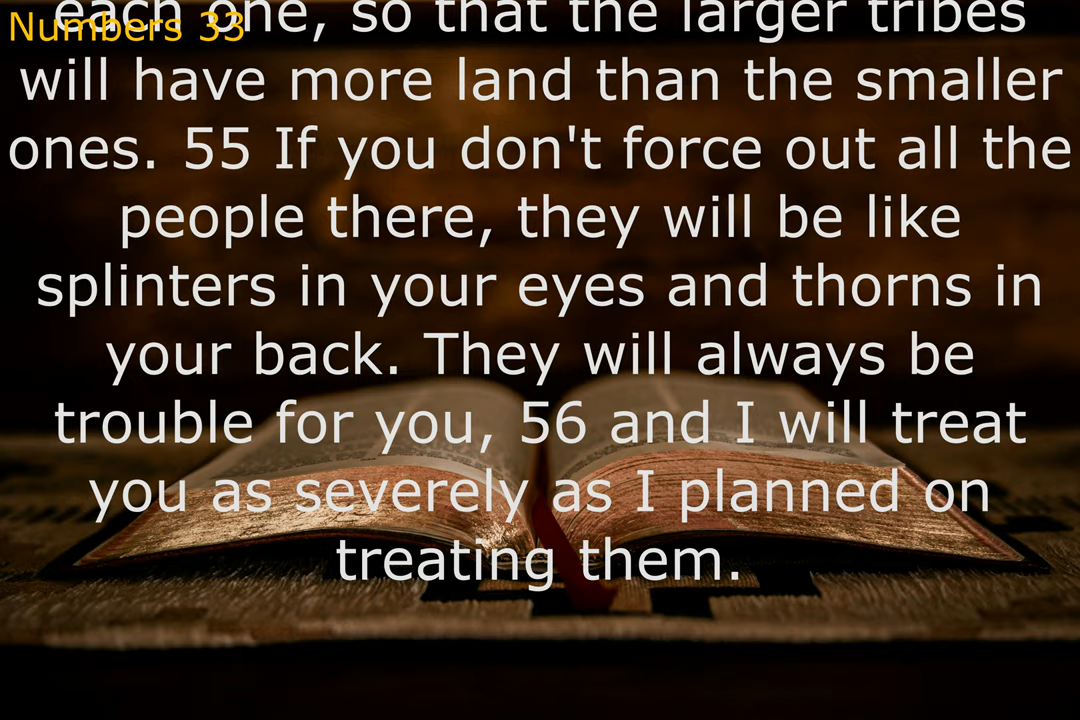 Numbers 33
each one, so that the larger tribes
will have more land than the smaller
ones. 55 If you don't force out all the
people there, they will be like
splinters in your eyes and thorns in
your back. They will always be
trouble for you, 56 and I will treat
you as severely as I planned on
treating them.